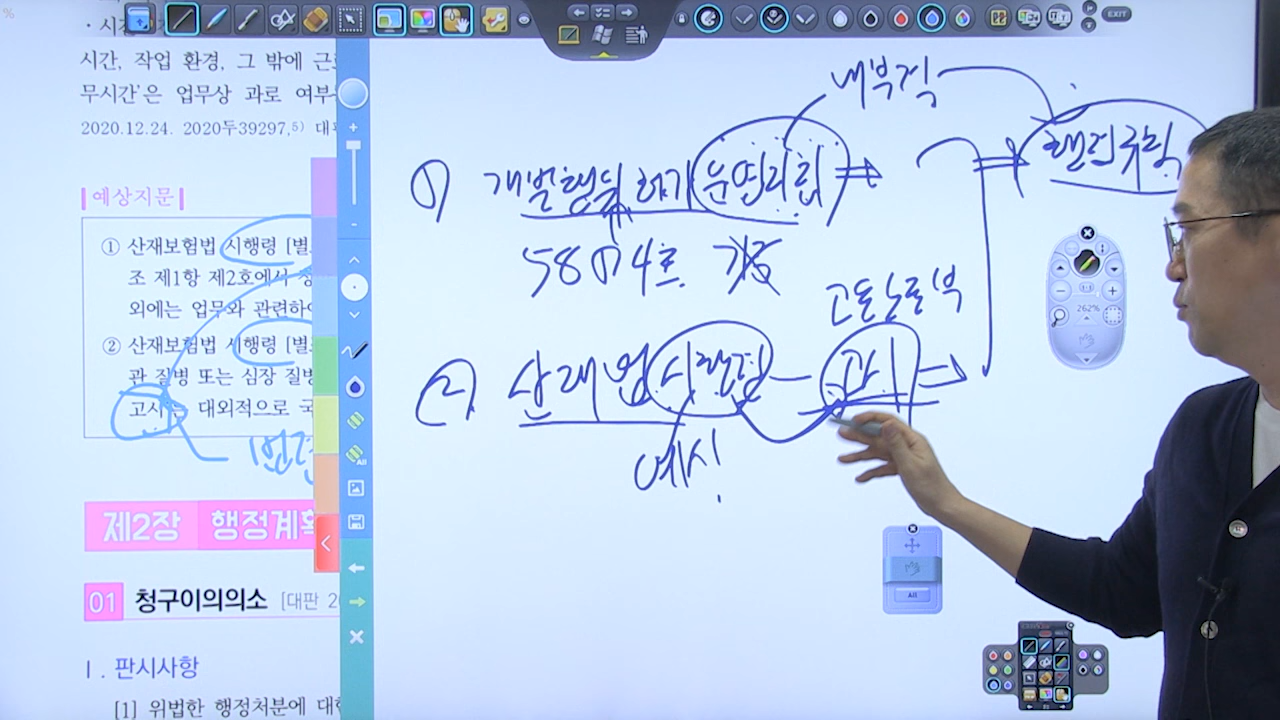 EXIT
· 시
시간, 작업 환경, 그 밖에 근
무시간'은 업무상 과로 여부
2020.12.24. 2020두39297,5) 대
예상지문
① 산재보험법 시행령 [별
조 제1항 제2호에서
외에는 업무와 관련하
② 산재보험법 시행령 [별
관 질병 또는 심장 질
고시는 대외적으로 국
제2장 행정계획
01 청구이의의소 [대판 2
Ⅰ. 판시사항
[1] 위법한 행정처분에 대
내부적
(1) 개발행위 허가 운영지침 ⇒ ⇒ 행정규칙
58(1)4호
고용노동부
(2) 산재법 시행령 — 고시 ⇒
예시!
262%
All
All